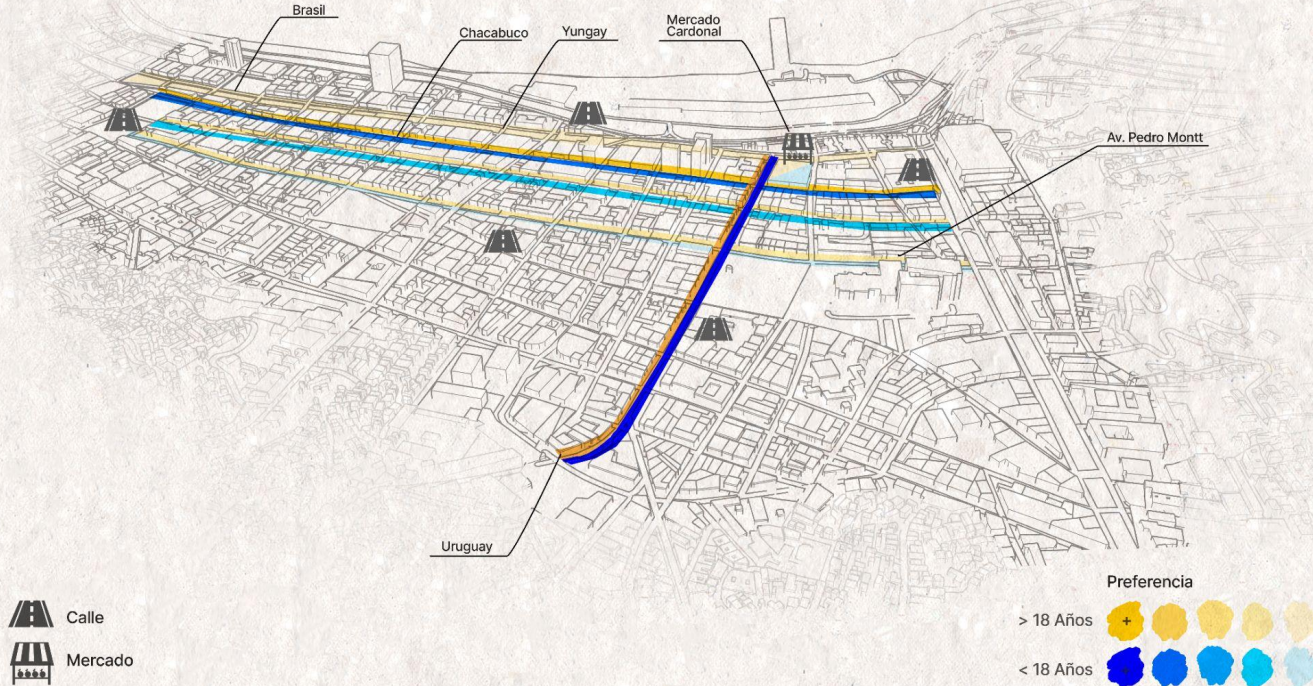 Brasil
Chacabuco
Yungay
Mercado
Cardonal
Av. Pedro Montt
Uruguay
Calle
Mercado
Preferencia
> 18 Años
+
< 18 Años